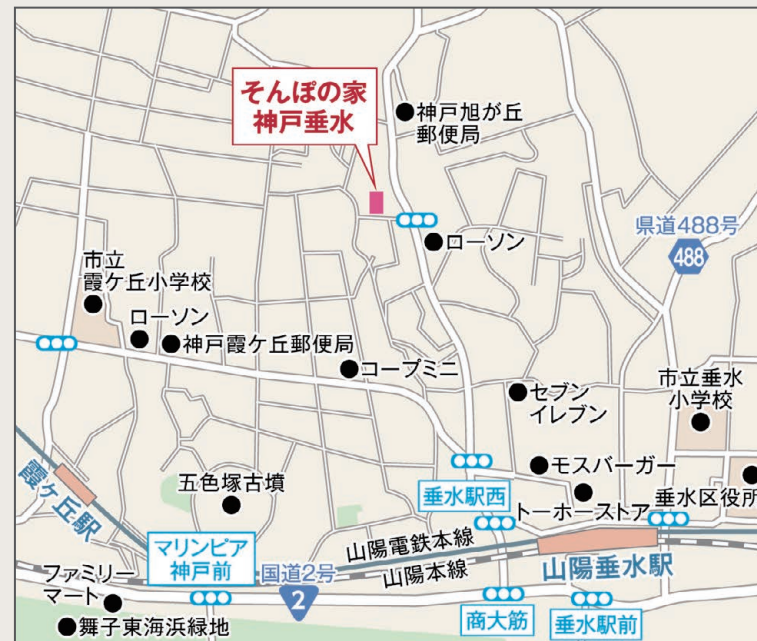 そんぽの家
神戸垂水
神戸旭が丘
郵便局
ローソン
県道488号
488
市立
霞ケ丘小学校
ローソン
神戸霞ケ丘郵便局
コープミニ
セブン
イレブン
市立垂水
小学校
モスバーガー
トーホーストア
垂水区役所
垂水駅西
五色塚古墳
霞ヶ丘駅
マリンピア
神戸前
国道2号
2
山陽電鉄本線
山陽本線
山陽垂水駅
ファミリー
マート
舞子東海浜緑地
商大筋
垂水駅前